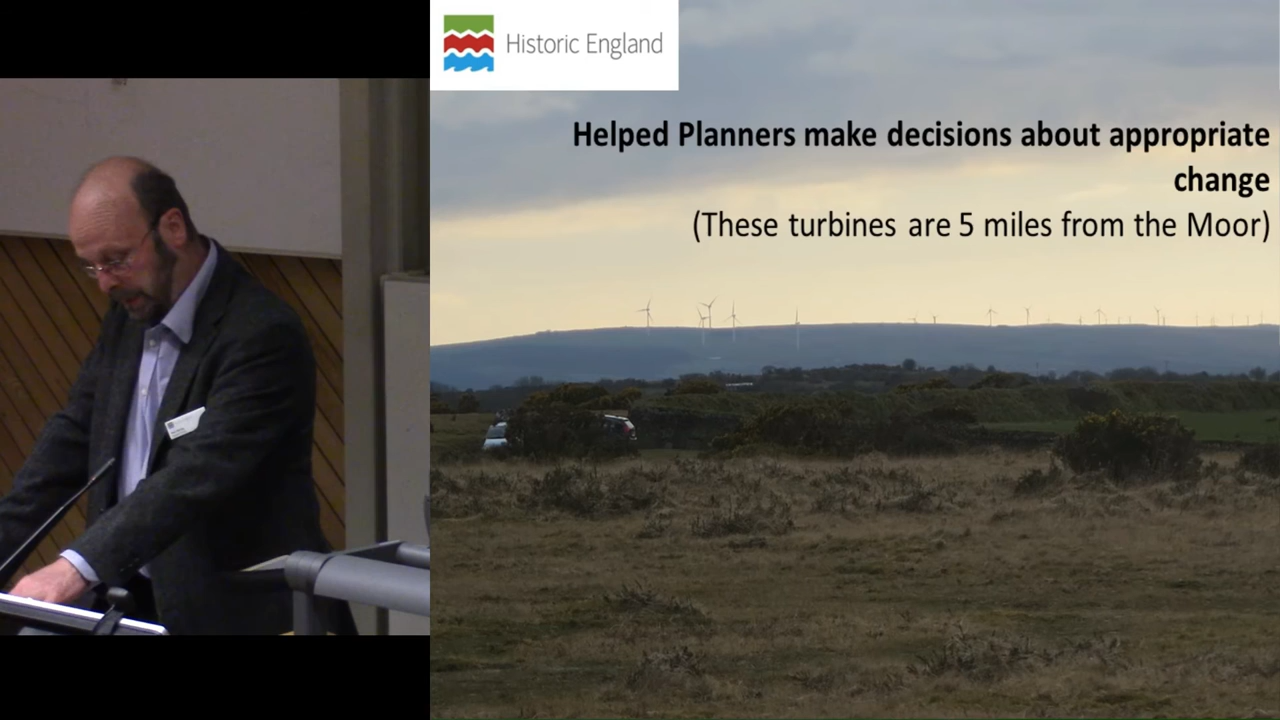 Historic England
Helped Planners make decisions about appropriate
change
(These turbines are 5 miles from the Moor)